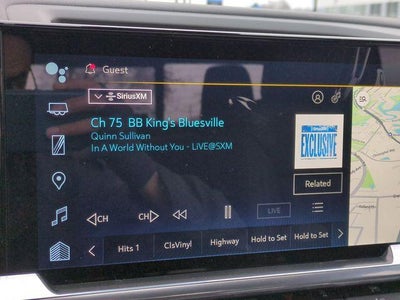 Guest
SiriusXM
Ch 75 BB King's Bluesville
Quinn Sullivan
In A World Without You - LiVE@SXM
SiriusXM
EXCLUSIVE
Related
CH
CH
LIVE
Hits 1
ClsVinyl
Highway
Hold to Set
Hold to Set